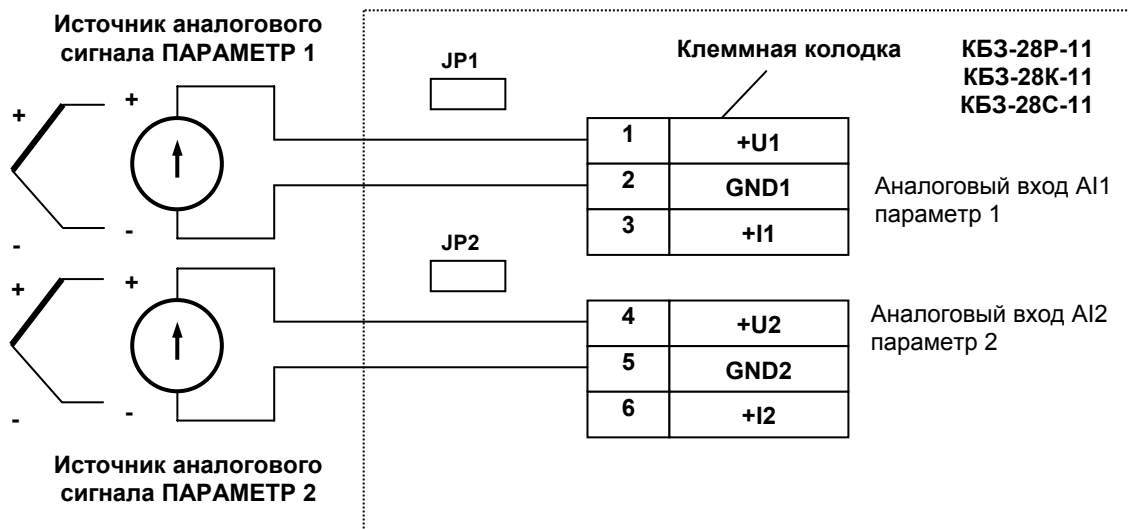 Источник аналогового
сигнала ПАРАМЕТР 1
JP1
Клеммная колодка
КБЗ-28Р-11
КБЗ-28К-11
КБЗ-28С-11
+
+
-
-
1 +U1
2 GND1
3 +I1
Аналоговый вход AI1
параметр 1
JP2
+
+
-
-
4 +U2
5 GND2
6 +I2
Аналоговый вход AI2
параметр 2
Источник аналогового
сигнала ПАРАМЕТР 2